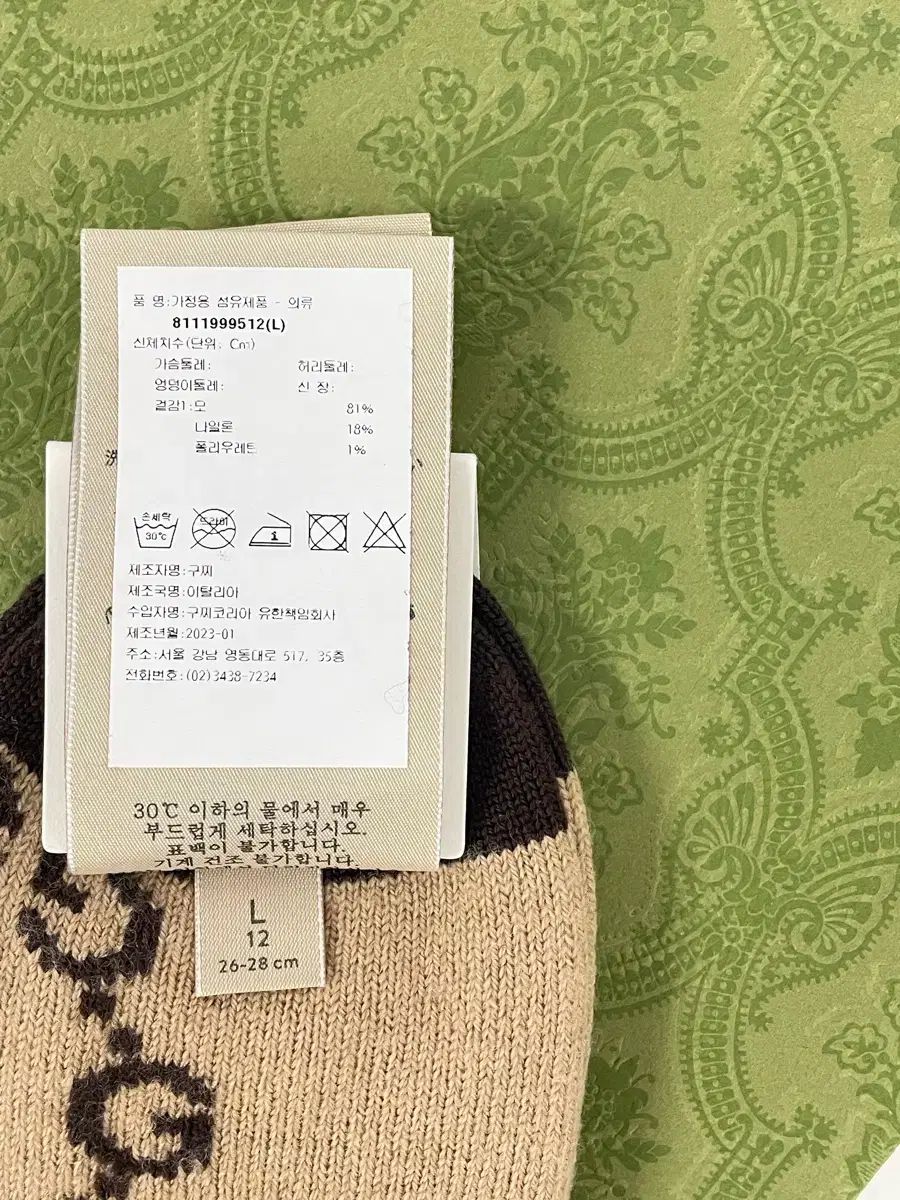 품 명:가정용 섬유제품 - 의류
8111999512(L)
신체치수(단위: Cm)
가슴둘레: 허리둘레:
엉덩이둘레: 신 장:
겉감1:모 81%
나일론 18%
폴리우레탄 1%
손세탁 드라이
30℃
제조자명:구찌
제조국명:이탈리아
수입자명:구찌코리아 유한책임회사
제조년월:2023-01
주소:서울 강남 영동대로 517, 35층
전화번호:(02)3438-7234
30℃ 이하의 물에서 매우
부드럽게 세탁하십시오.
표백이 불가합니다.
기계 건조 불가합니다.
L
12
26-28 cm
G